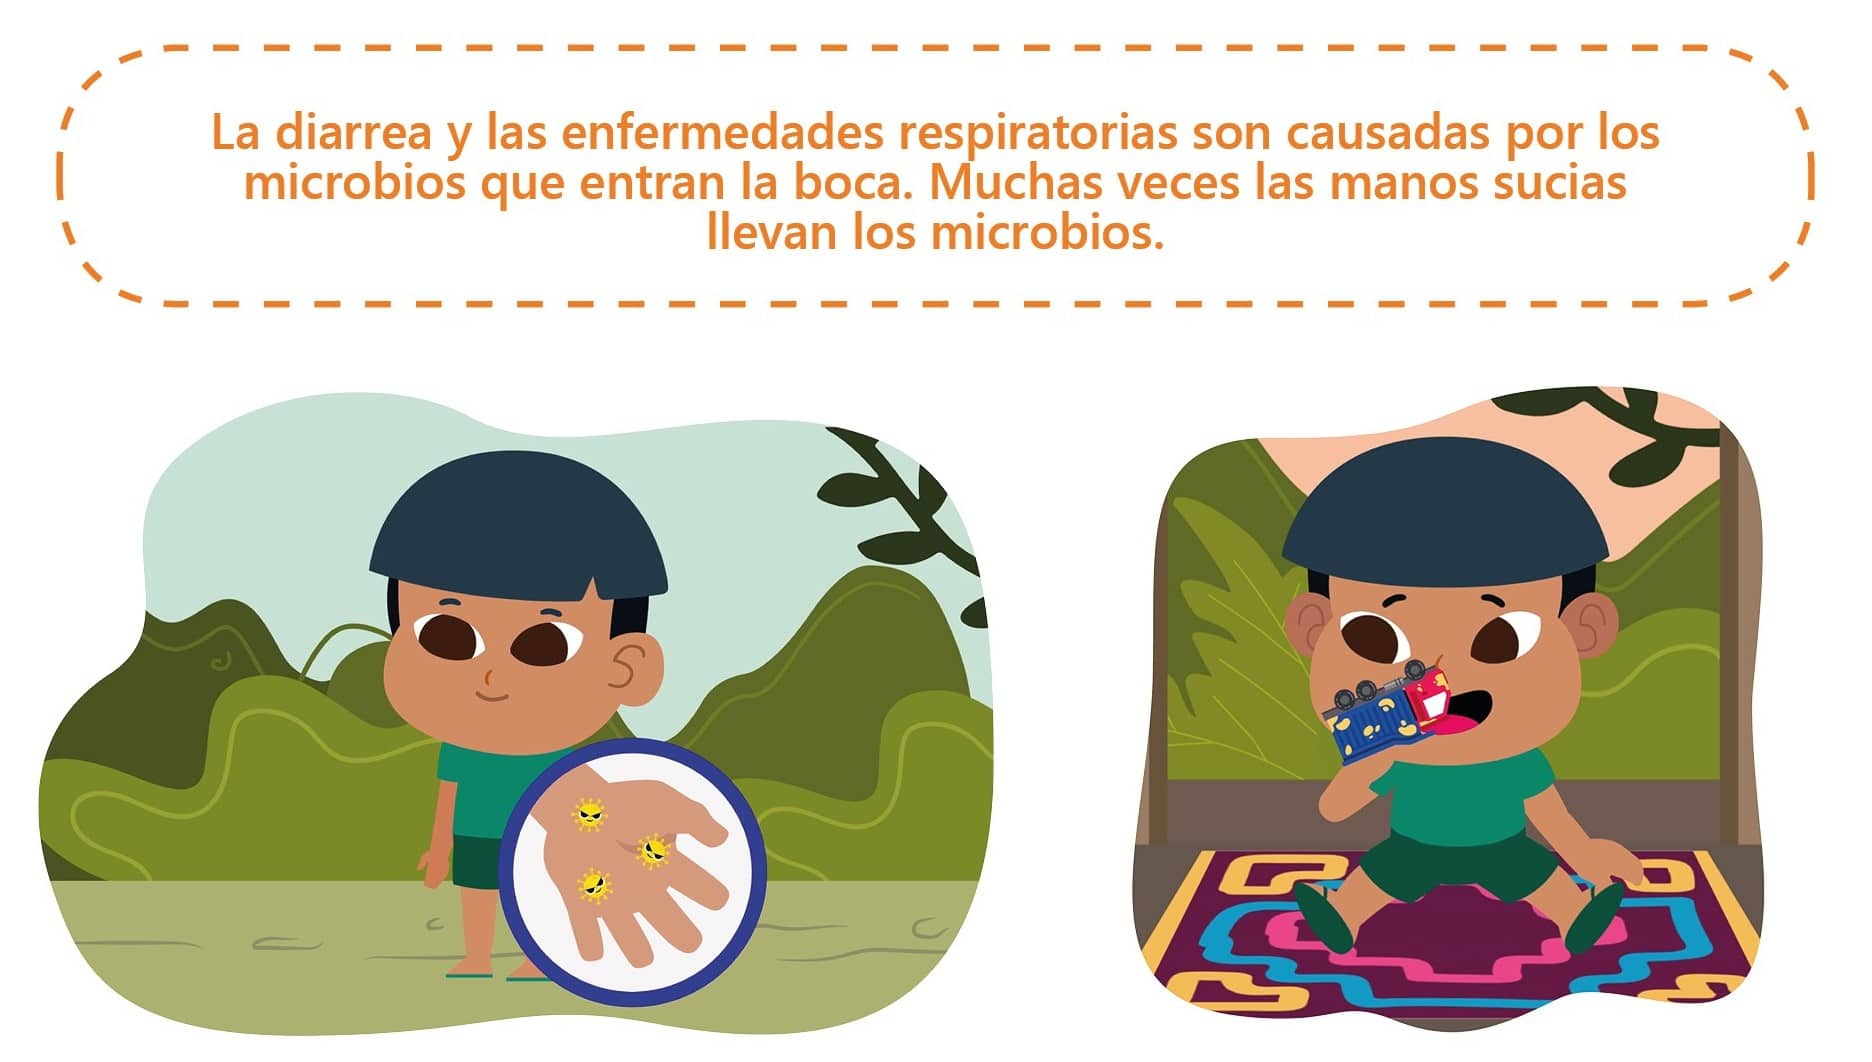 La diarrea y las enfermedades respiratorias son causadas por los
microbios que entran la boca. Muchas veces las manos sucias
llevan los microbios.